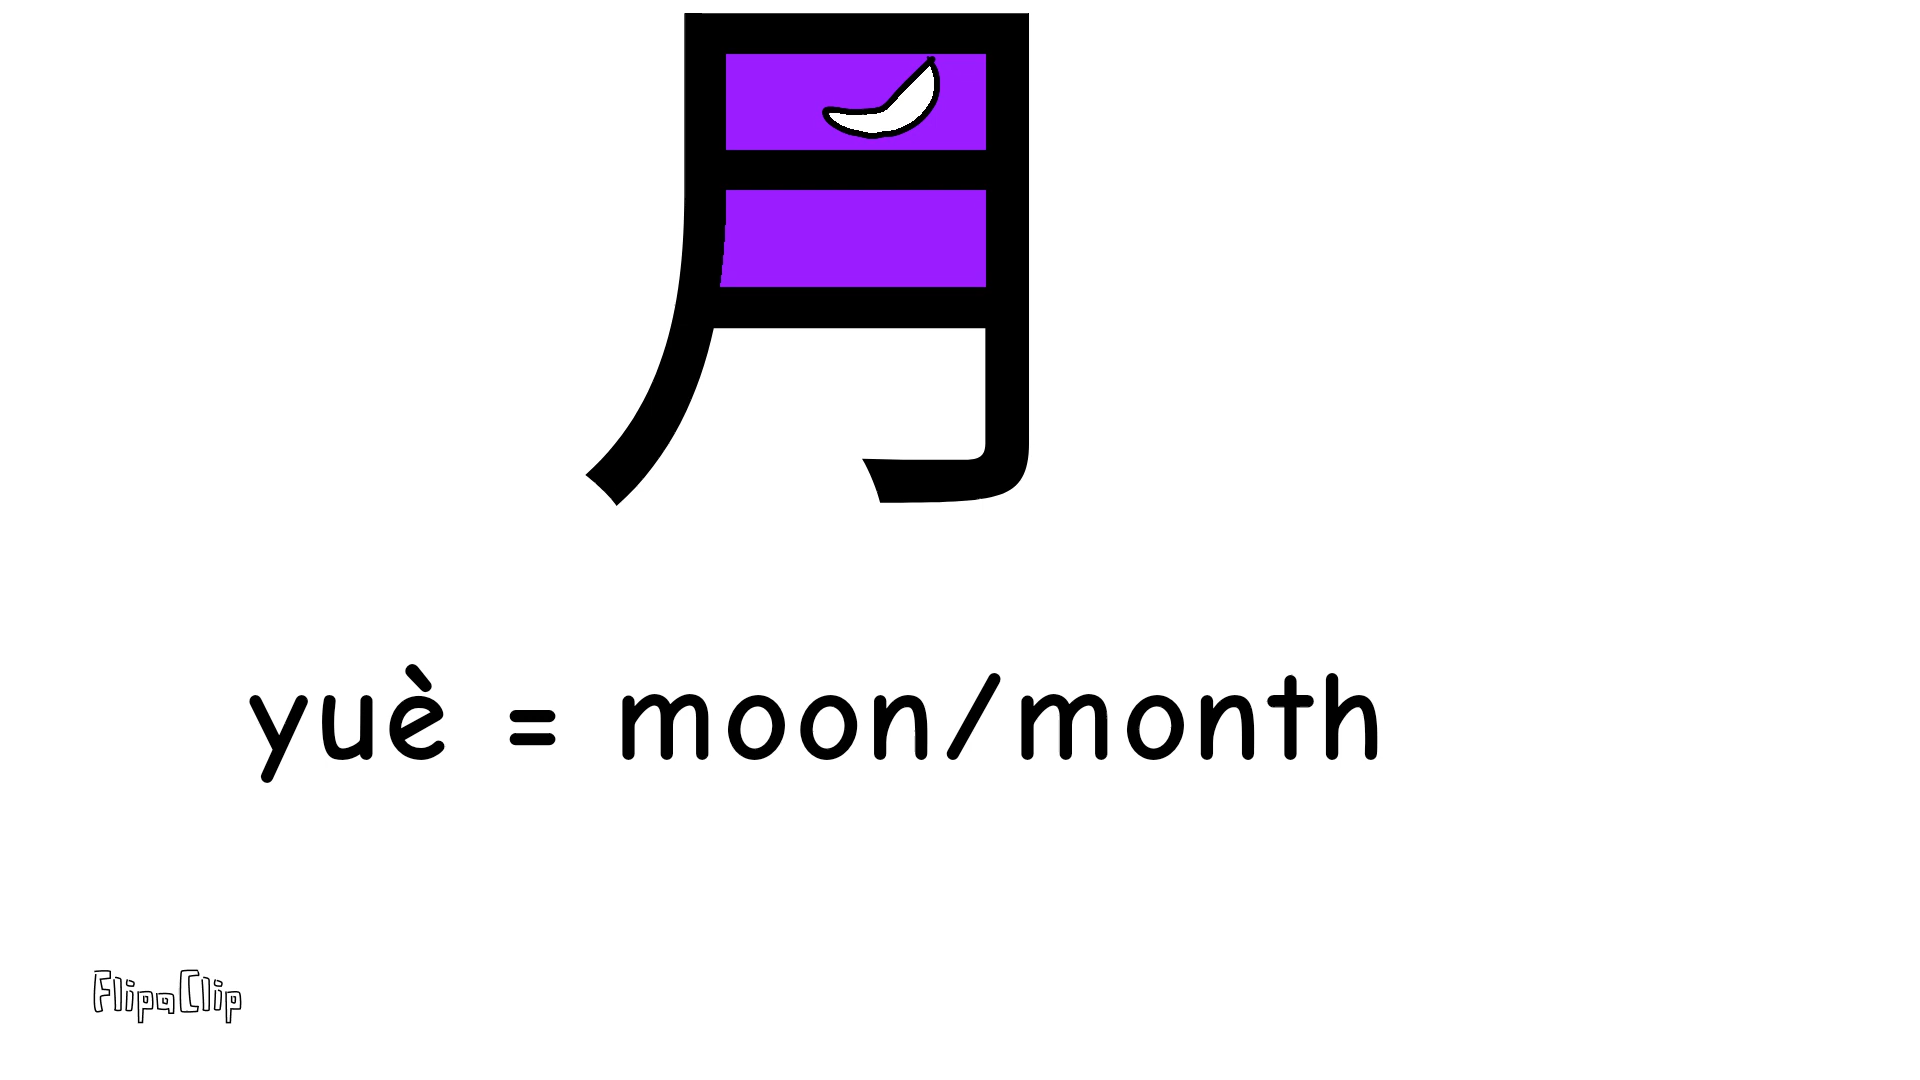 月
yuè = moon/month
FlipaClip